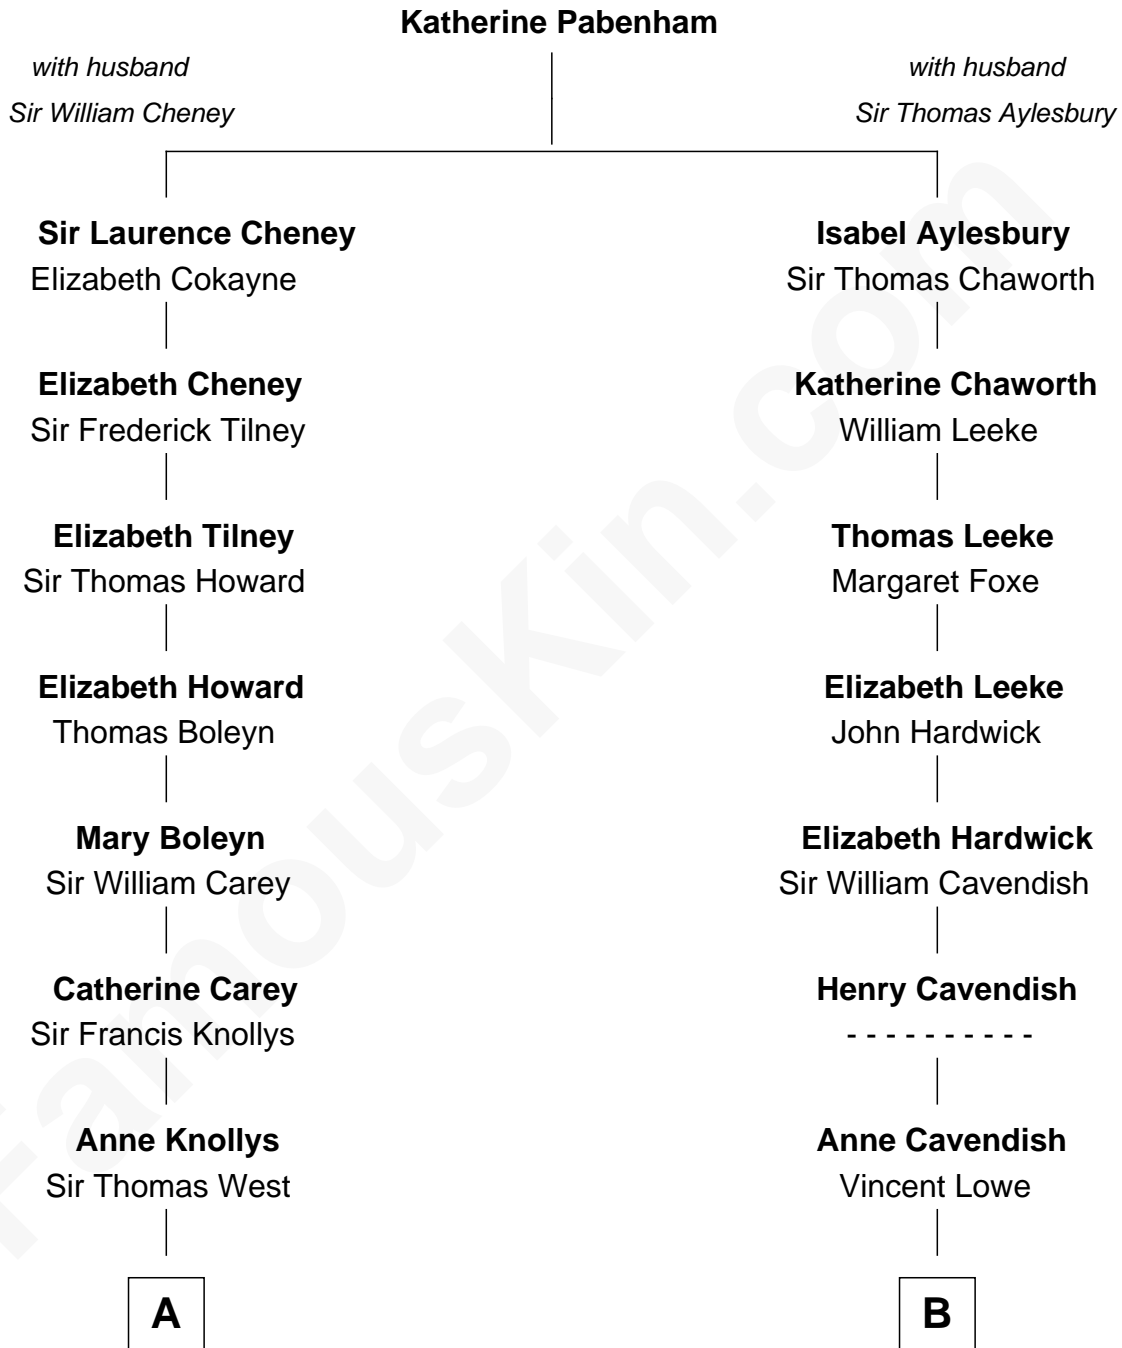 Katherine Pabenham
with husband
Sir William Cheney
with husband
Sir Thomas Aylesbury
Sir Laurence Cheney
Elizabeth Cokayne
Isabel Aylesbury
Sir Thomas Chaworth
Elizabeth Cheney
Sir Frederick Tilney
Katherine Chaworth
William Leeke
Elizabeth Tilney
Sir Thomas Howard
Thomas Leeke
Margaret Foxe
Elizabeth Howard
Thomas Boleyn
Elizabeth Leeke
John Hardwick
Mary Boleyn
Sir William Carey
Elizabeth Hardwick
Sir William Cavendish
Catherine Carey
Sir Francis Knollys
Henry Cavendish
- - - - - - - - - -
Anne Knollys
Sir Thomas West
Anne Cavendish
Vincent Lowe
A
B
FamousKin.com